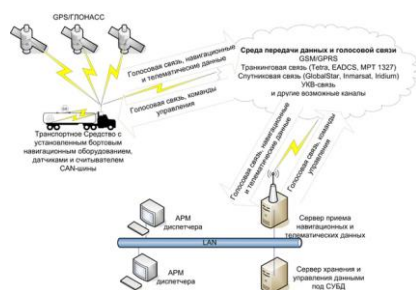 GPS/ГЛОНАСС
Голосовая связь, навигационные
и телематические данные
Голосовая связь, команды
управления
Среда передачи данных и голосовой связи
GSM/GPRS
Транкинговая связь (Tetra, EADCS, MPT 1327)
Спутниковая связь (GlobalStar, Inmarsat, Iridium)
УКВ-связь
и другие возможные каналы
Транспортное Средство с
установленным бортовым
навигационным оборудованием,
датчиками и считывателем
CAN-шины
Голосовая связь, навигационные
и телематические данные
Голосовая связь, команды
управления
АРМ
диспетчера
Сервер приема
навигационных и
телематических данных
LAN
АРМ
диспетчера
Сервер хранения и
управления данными
под СУБД